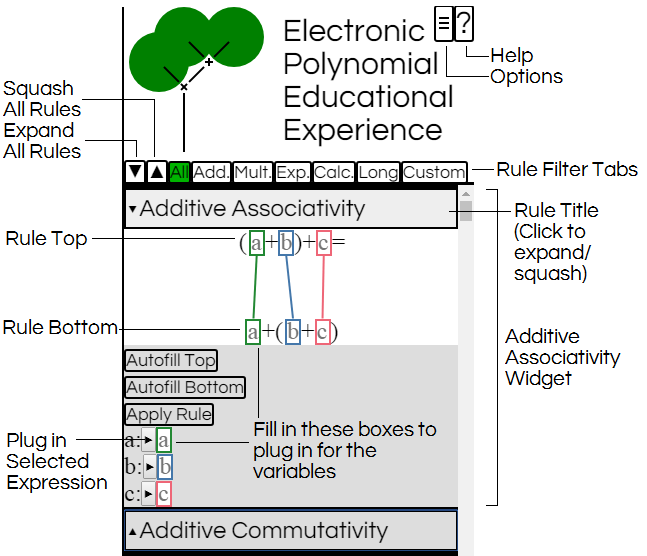 Electronic
Polynomial
Educational
Experience
?
Help
Options
Squash
All Rules
Expand
All Rules
▼ ▲ All Add. Mult. Exp. Calc. Long Custom
Rule Filter Tabs
▾ Additive Associativity
Rule Title
(Click to
expand/
squash)
Rule Top
(a+b)+c=
Rule Bottom
a+(b+c)
Additive
Associativity
Widget
Autofill Top
Autofill Bottom
Apply Rule
Plug in
Selected
Expression
a:▸a
b:▸b
c:▸c
Fill in these boxes to
plug in for the
variables
▴ Additive Commutativity